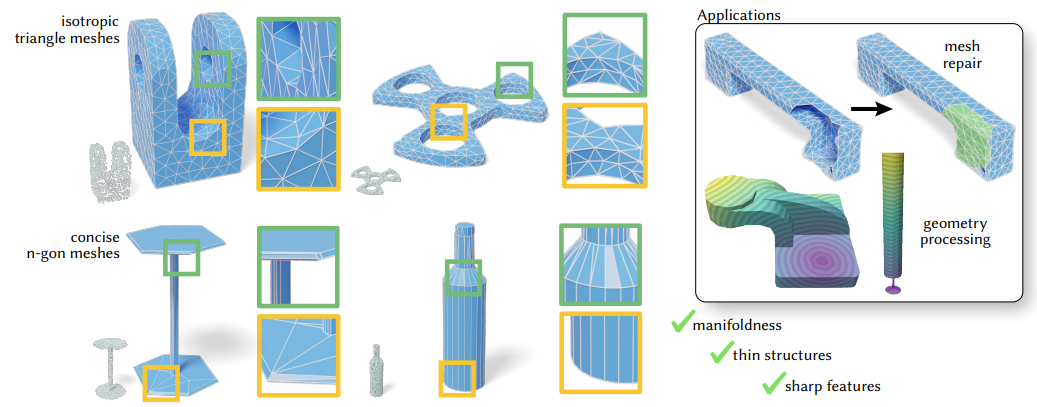 isotropic
triangle meshes
Applications
mesh
repair
geometry
processing
concise
n-gon meshes
manifoldness
thin structures
sharp features